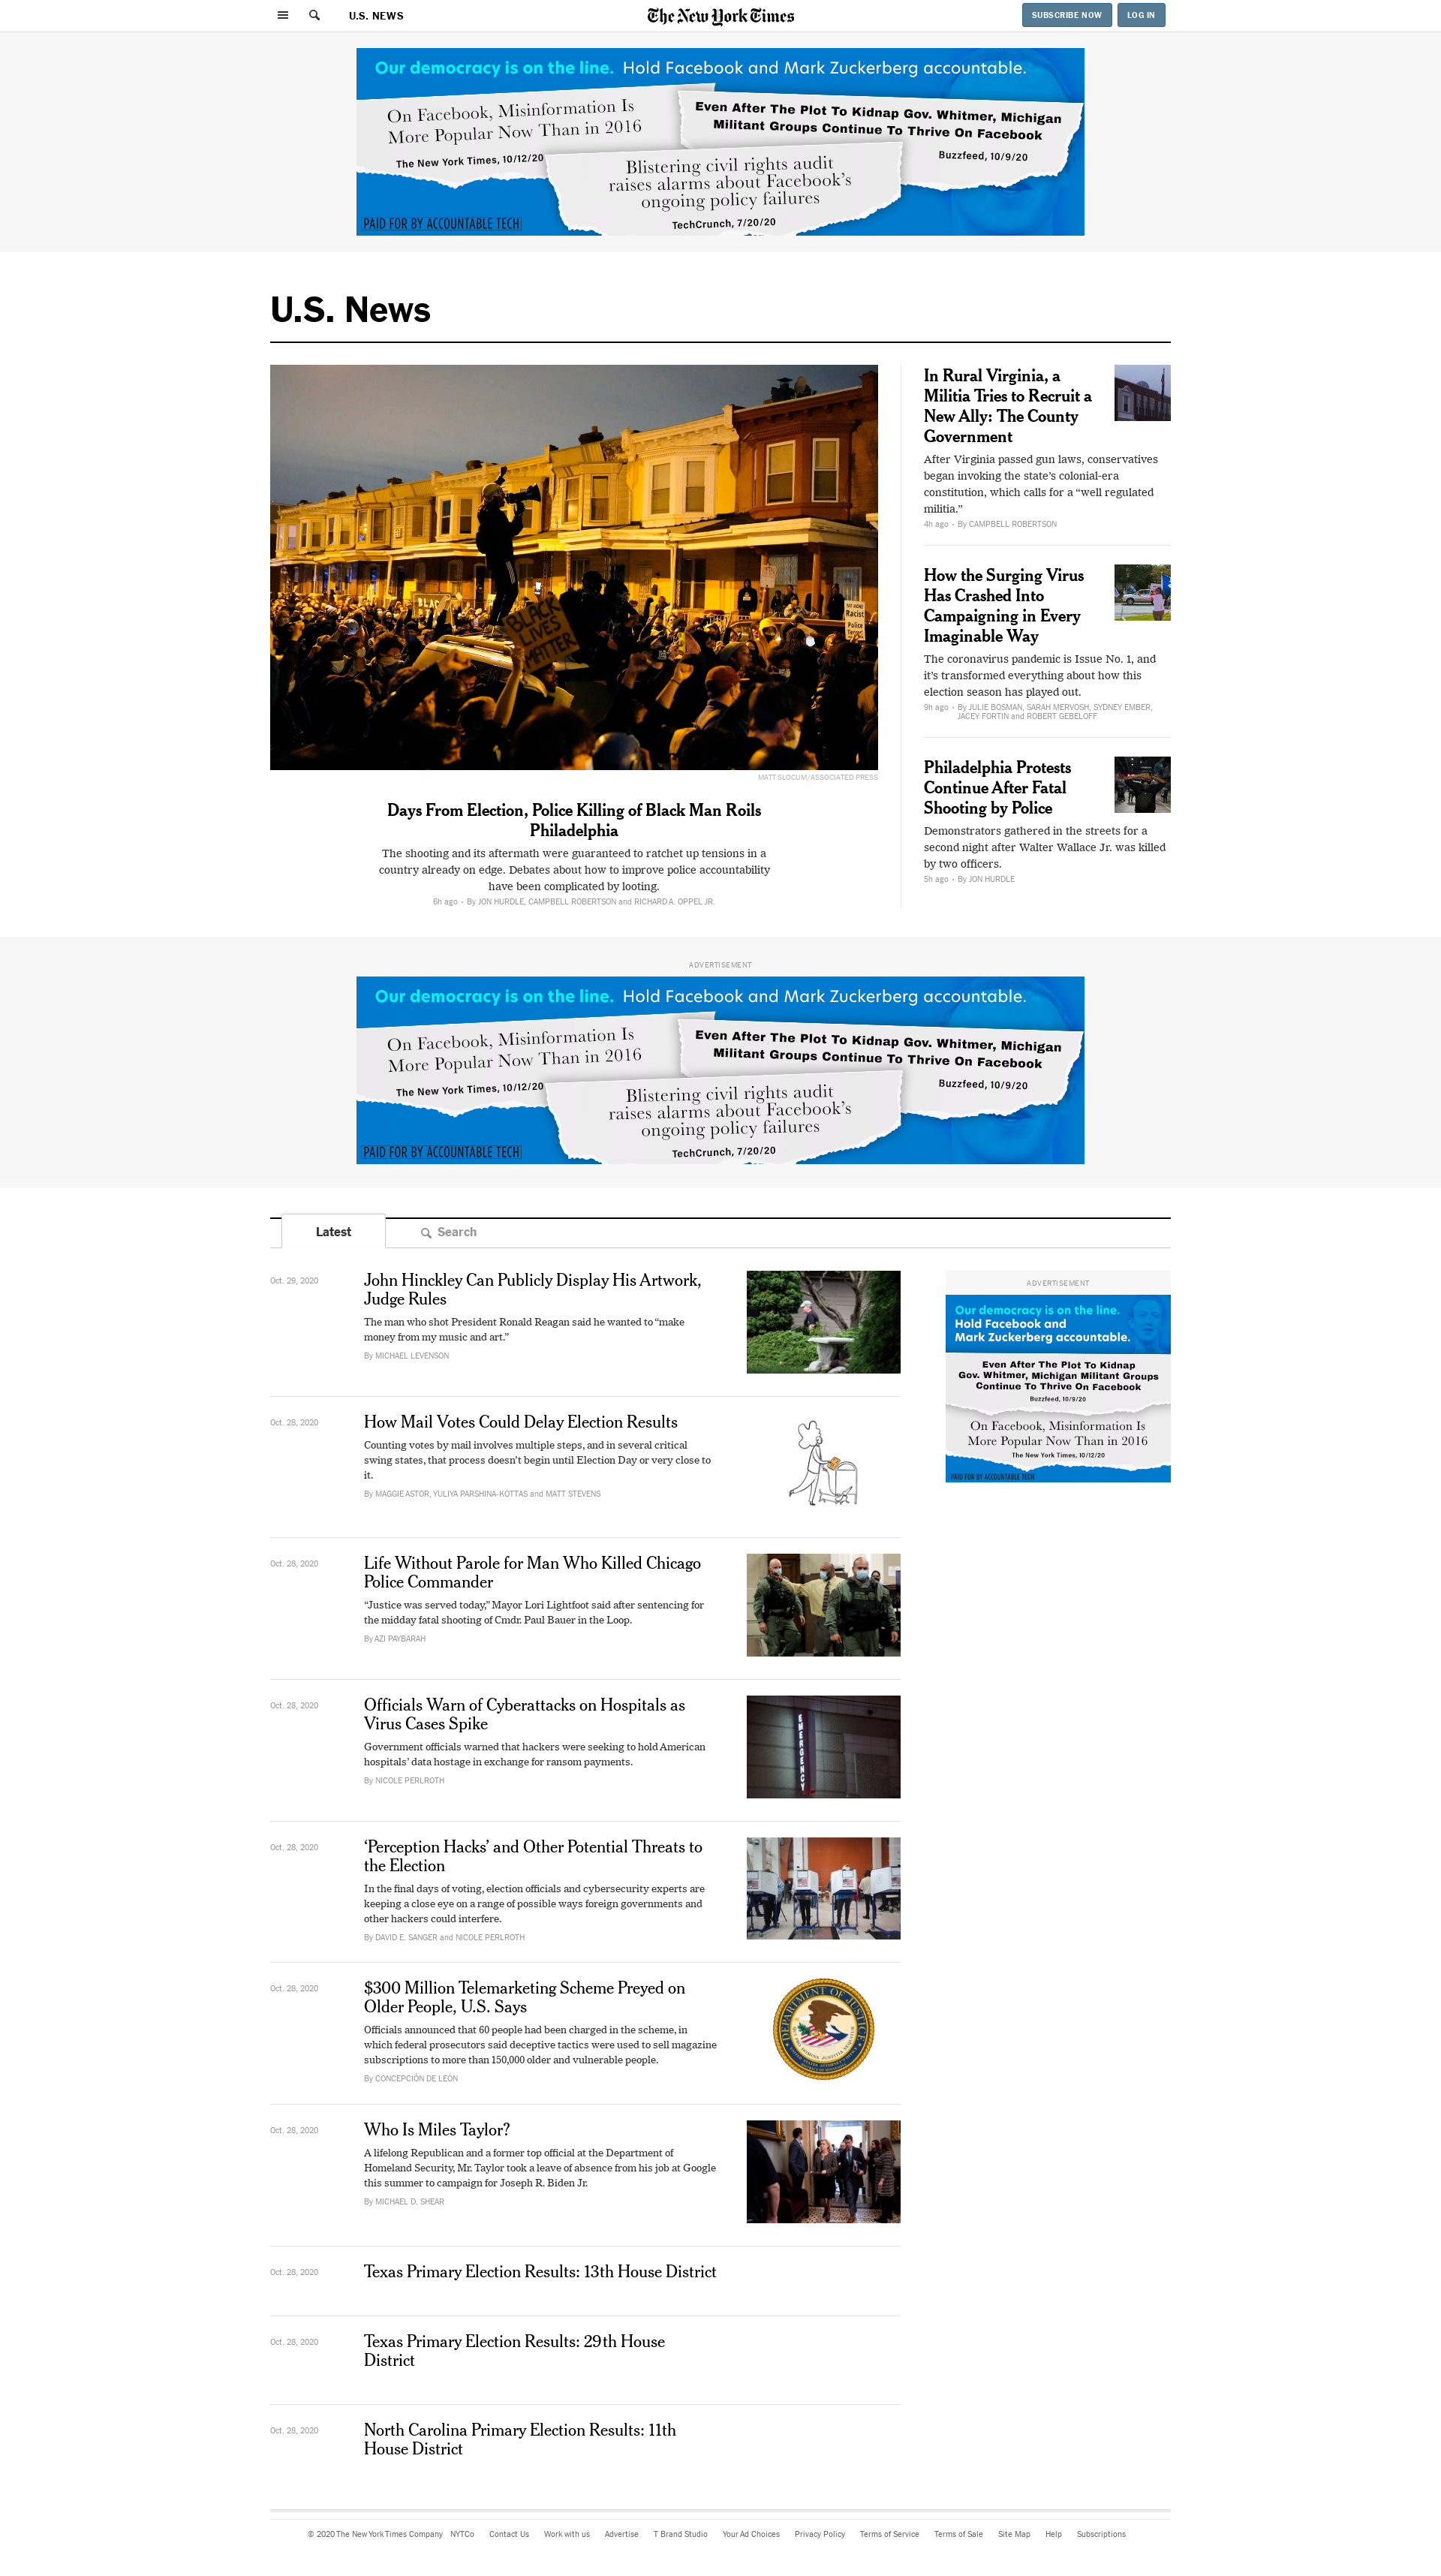 U.S. NEWS
The New York Times
SUBSCRIBE NOW
LOG IN
Our democracy is on the line. Hold Facebook and Mark Zuckerberg accountable.
On Facebook, Misinformation Is
More Popular Now Than in 2016
The New York Times, 10/12/20
Even After The Plot To Kidnap Gov. Whitmer, Michigan
Militant Groups Continue To Thrive On Facebook
Buzzfeed, 10/9/20
Blistering civil rights audit
raises alarms about Facebook's
ongoing policy failures
TechCrunch, 7/20/20
PAID FOR BY ACCOUNTABLE TECH
U.S. News
BLACK
LIVES
MATTER
Racist
Police
MATT SLOCUM/ASSOCIATED PRESS
Days From Election, Police Killing of Black Man Roils
Philadelphia
The shooting and its aftermath were guaranteed to ratchet up tensions in a
country already on edge. Debates about how to improve police accountability
have been complicated by looting.
6h ago • By JON HURDLE, CAMPBELL ROBERTSON and RICHARD A. OPPEL JR.
In Rural Virginia, a
Militia Tries to Recruit a
New Ally: The County
Government
After Virginia passed gun laws, conservatives
began invoking the state's colonial-era
constitution, which calls for a “well regulated
militia.”
4h ago • By CAMPBELL ROBERTSON
How the Surging Virus
Has Crashed Into
Campaigning in Every
Imaginable Way
The coronavirus pandemic is Issue No. 1, and
it's transformed everything about how this
election season has played out.
9h ago • By JULIE BOSMAN, SARAH MERVOSH, SYDNEY EMBER,
JACEY FORTIN and ROBERT GEBELOFF
Philadelphia Protests
Continue After Fatal
Shooting by Police
Demonstrators gathered in the streets for a
second night after Walter Wallace Jr. was killed
by two officers.
5h ago • By JON HURDLE
ADVERTISEMENT
Our democracy is on the line. Hold Facebook and Mark Zuckerberg accountable.
On Facebook, Misinformation Is
More Popular Now Than in 2016
The New York Times, 10/12/20
Even After The Plot To Kidnap Gov. Whitmer, Michigan
Militant Groups Continue To Thrive On Facebook
Buzzfeed, 10/9/20
Blistering civil rights audit
raises alarms about Facebook's
ongoing policy failures
TechCrunch, 7/20/20
PAID FOR BY ACCOUNTABLE TECH
Latest
Search
Oct. 29, 2020
John Hinckley Can Publicly Display His Artwork,
Judge Rules
The man who shot President Ronald Reagan said he wanted to “make
money from my music and art.”
By MICHAEL LEVENSON
ADVERTISEMENT
Our democracy is on the line.
Hold Facebook and
Mark Zuckerberg accountable.
Even After The Plot To Kidnap
Gov. Whitmer, Michigan Militant Groups
Continue To Thrive On Facebook
Buzzfeed, 10/9/20
On Facebook, Misinformation Is
More Popular Now Than in 2016
The New York Times, 10/12/20
PAID FOR BY ACCOUNTABLE TECH
Oct. 28, 2020
How Mail Votes Could Delay Election Results
Counting votes by mail involves multiple steps, and in several critical
swing states, that process doesn't begin until Election Day or very close to
it.
By MAGGIE ASTOR, YULIYA PARSHINA-KOTTAS and MATT STEVENS
Oct. 28, 2020
Life Without Parole for Man Who Killed Chicago
Police Commander
“Justice was served today,” Mayor Lori Lightfoot said after sentencing for
the midday fatal shooting of Cmdr. Paul Bauer in the Loop.
By AZI PAYBARAH
Oct. 28, 2020
Officials Warn of Cyberattacks on Hospitals as
Virus Cases Spike
Government officials warned that hackers were seeking to hold American
hospitals' data hostage in exchange for ransom payments.
By NICOLE PERLROTH
EMERGENCY
Oct. 28, 2020
‘Perception Hacks’ and Other Potential Threats to
the Election
In the final days of voting, election officials and cybersecurity experts are
keeping a close eye on a range of possible ways foreign governments and
other hackers could interfere.
By DAVID E. SANGER and NICOLE PERLROTH
Oct. 28, 2020
$300 Million Telemarketing Scheme Preyed on
Older People, U.S. Says
Officials announced that 60 people had been charged in the scheme, in
which federal prosecutors said deceptive tactics were used to sell magazine
subscriptions to more than 150,000 older and vulnerable people.
By CONCEPCIÓN DE LEÓN
DEPARTMENT OF JUSTICE
Oct. 28, 2020
Who Is Miles Taylor?
A lifelong Republican and a former top official at the Department of
Homeland Security, Mr. Taylor took a leave of absence from his job at Google
this summer to campaign for Joseph R. Biden Jr.
By MICHAEL D. SHEAR
Oct. 28, 2020
Texas Primary Election Results: 13th House District
Oct. 28, 2020
Texas Primary Election Results: 29th House
District
Oct. 28, 2020
North Carolina Primary Election Results: 11th
House District
© 2020 The New York Times Company NYTCo Contact Us Work with us Advertise T Brand Studio Your Ad Choices Privacy Policy Terms of Service Terms of Sale Site Map Help Subscriptions